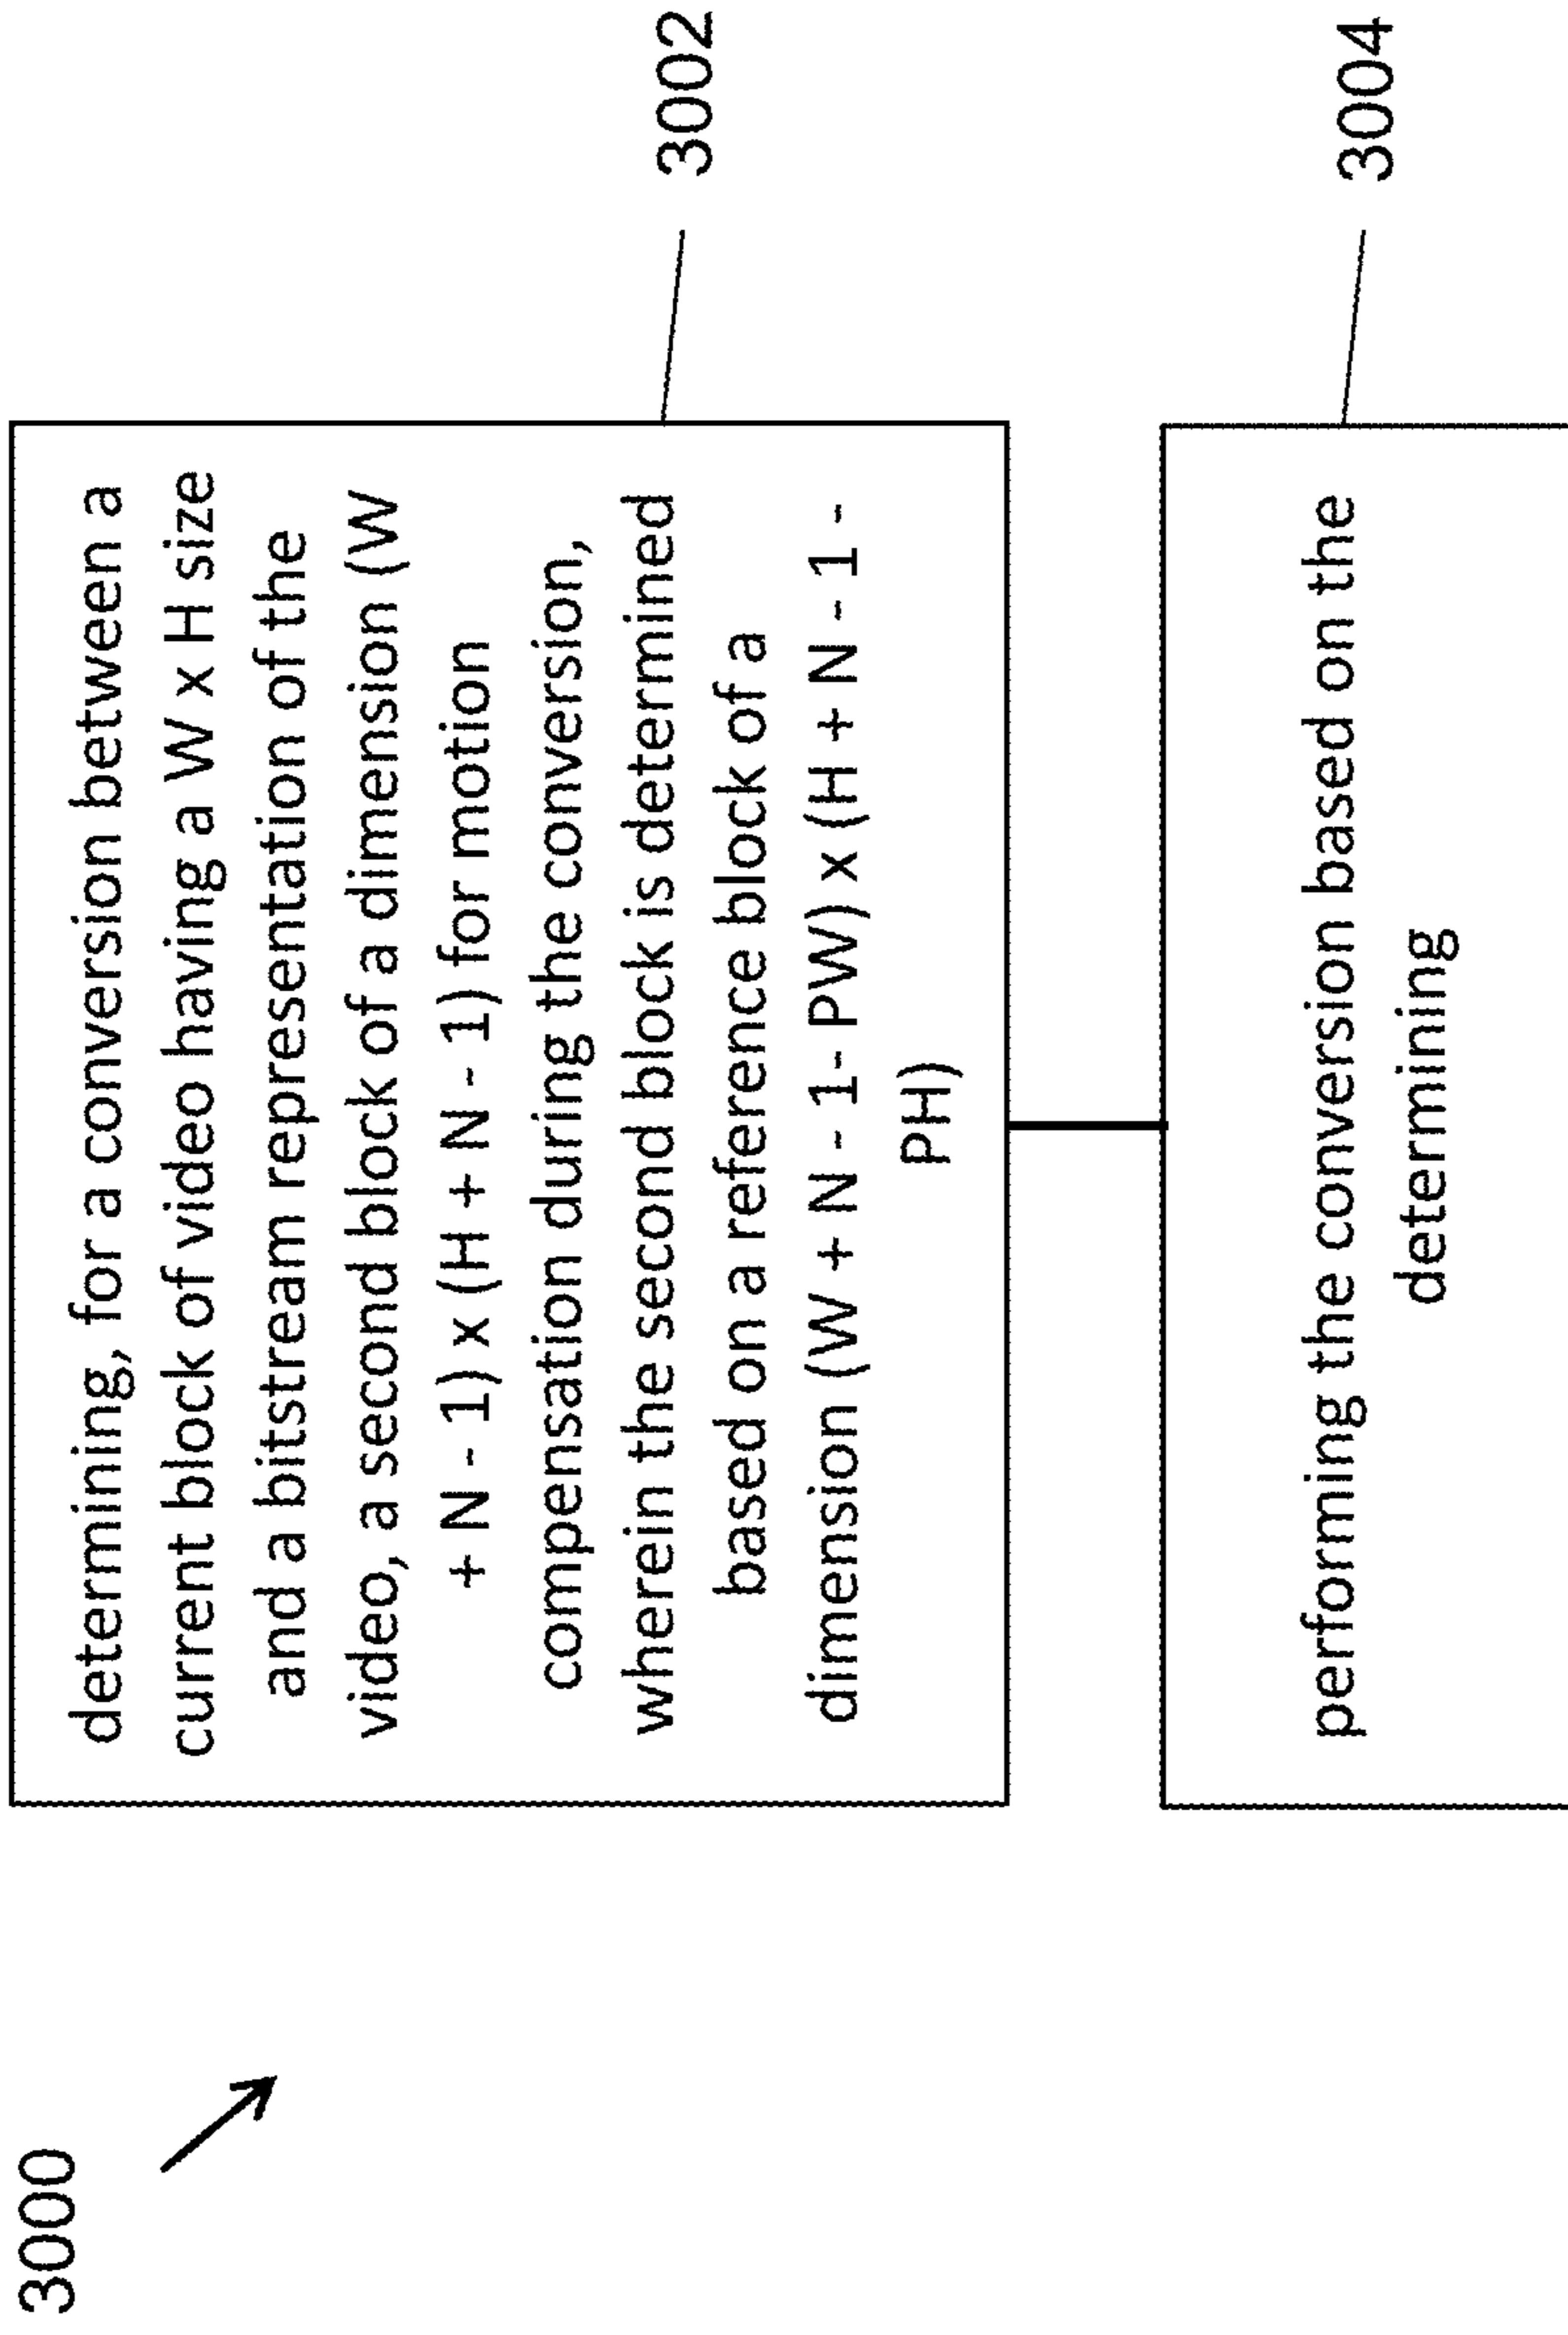 3000
determining, for a conversion between a
current block of video having a W x H size
and a bitstream representation of the
video, a second block of a dimension (W
+ N - 1) x (H + N - 1) for motion
compensation during the conversion,
wherein the second block is determined
based on a reference block of a
dimension (W + N - 1- PW) x (H + N - 1 -
PH)
3002
performing the conversion based on the
determining
3004